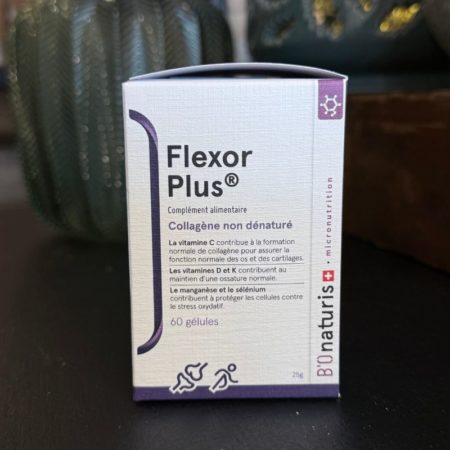 Flexor
Plus®
Complément alimentaire
Collagène non dénaturé
La vitamine C contribue à la formation
normale de collagène pour assurer la
fonction normale des os et des cartilages.
Les vitamines D et K contribuent au
maintien d'une ossature normale.
Le manganèse et le sélénium
contribuent à protéger les cellules contre
le stress oxydatif.
60 gélules
25g
B'Onaturis
• micronutrition •